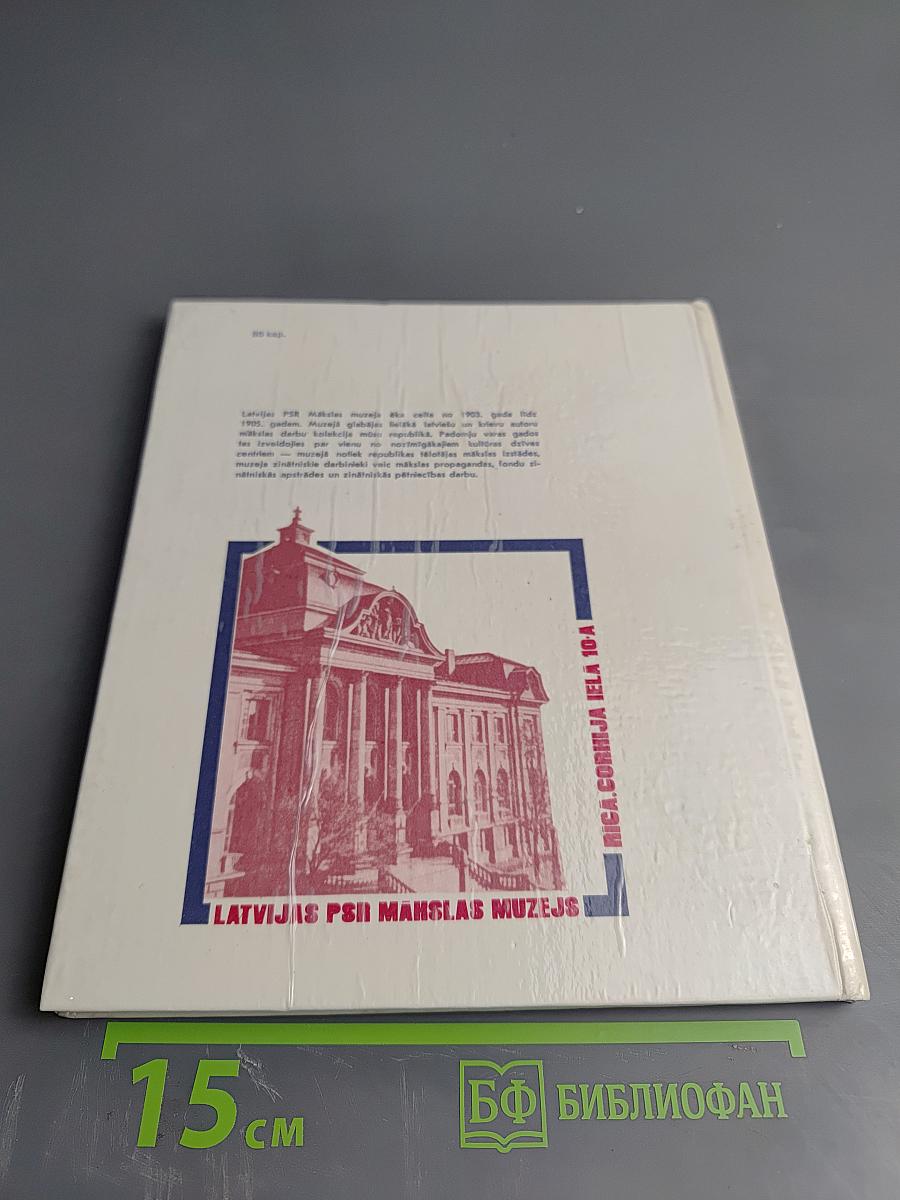 85 kap.
Latvijas PSR Mākslas muzeja ēka celta no 1903. gada līdz
1905. gadam. Muzejā glabājas lielākā latviešu un krievu autoru
mākslas darbu kolekcija mūsu republikā. Padomju varas gados
tas izveidojies par vienu no nozīmīgākajiem kultūras dzīves
centriem — muzejā notiek republikas tēlotājas mākslas izstādes,
muzeja zinātniskie darbinieki veic mākslas propagandas, fondu zi-
nātniskās apstrādes un zinātniskās pētniecības darbu.
RĪGĀ. GORĶIJA IELĀ 10-A
LATVIJAS PSR MĀKSLAS MUZEJS
15 см
БФ БИБЛИОФАН